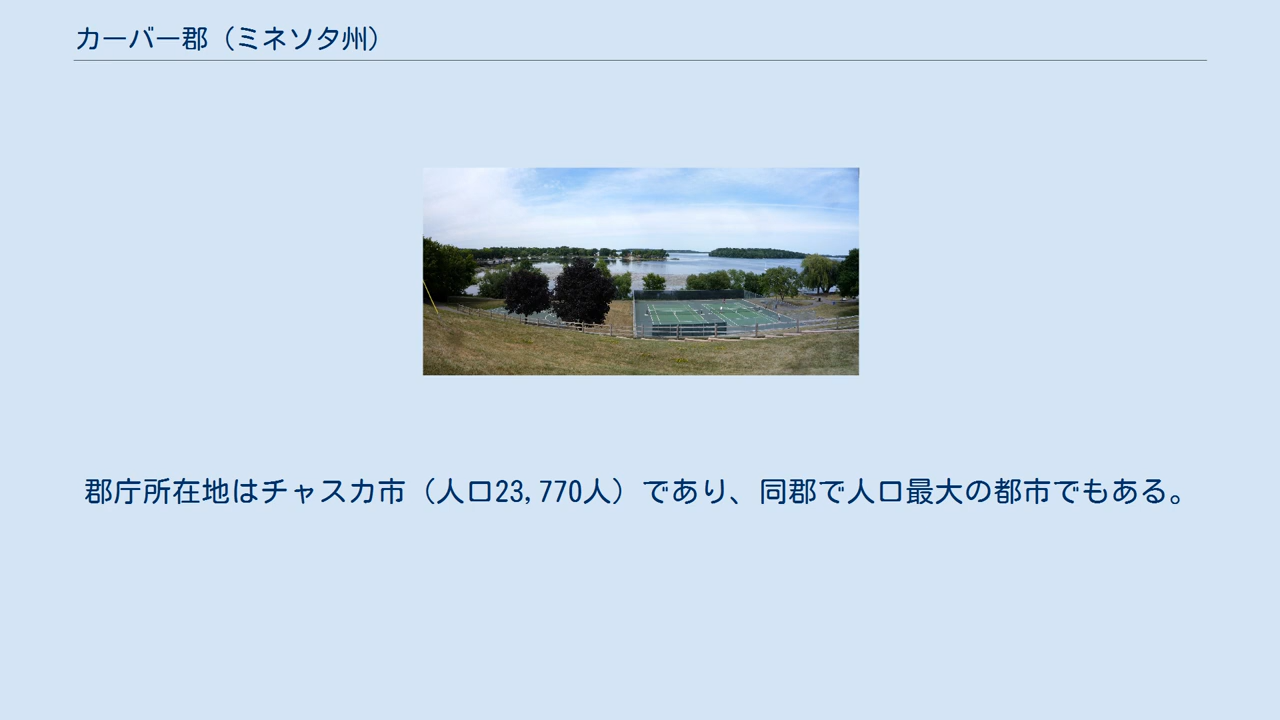 カーバー郡（ミネソタ州）
郡庁所在地はチャスカ市（人口23,770人）であり、同郡で人口最大の都市でもある。